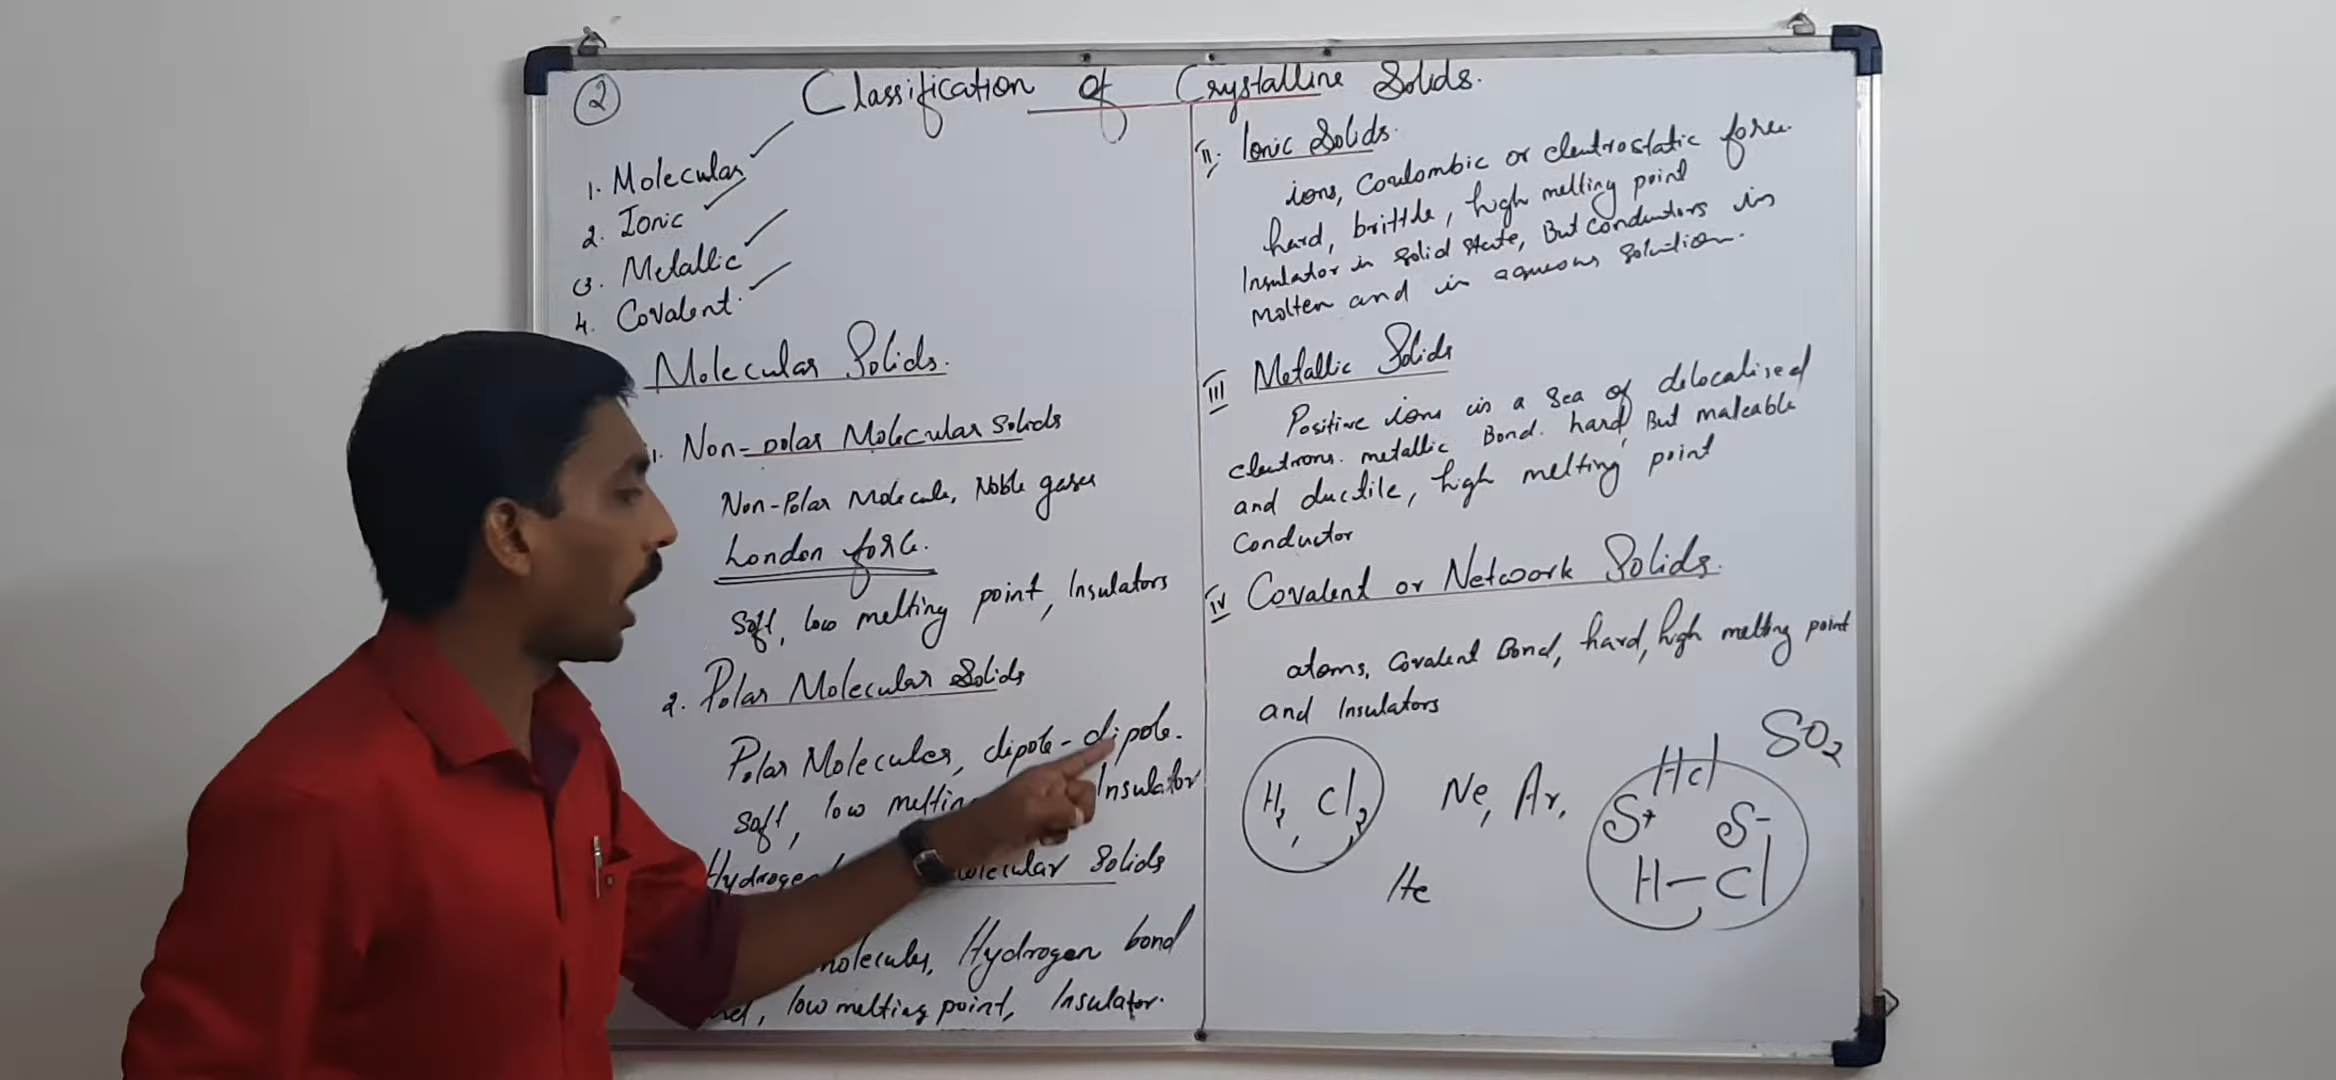 2
Classification of Crystalline Solids.
1. Molecular
2. Ionic
3. Metallic
4. Covalent.
Molecular Solids.
1. Non-polar Molecular Solids
Non-Polar Molecule, Noble gases
London force.
Soft, low melting point, Insulators
2. Polar Molecular Solids
Polar Molecules, dipole-dipole.
Soft, low Insulator
Solids
Hydrogen bond
low melting point, Insulator.
II. Ionic Solids.
ions, Coulombic or electrostatic force.
hard, brittle, high melting point
Insulator in Solid State, But conductors in
molten and in aqueous solution.
III Metallic Solids
Positive ions in a Sea of delocalised
electrons. metallic Bond. hard, But maleable
and ductile, high melting point
Conductor
IV Covalent or Network Solids.
atoms, Covalent Bond, hard, high melting point
and Insulators
H2, Cl2, Ne, Ar, HCl SO2
He
δ+ δ-
H-Cl